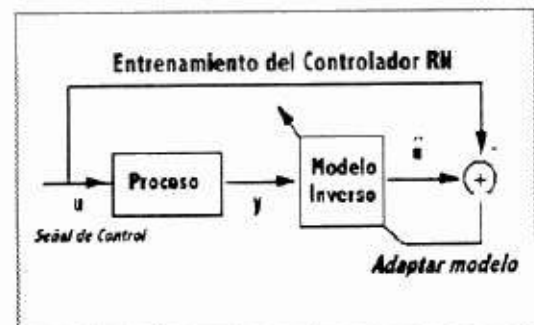 Entrenamiento del Controlador RN
Proceso
Modelo
Inverso
u
y
Señal de Control
+
-
Adaptar modelo